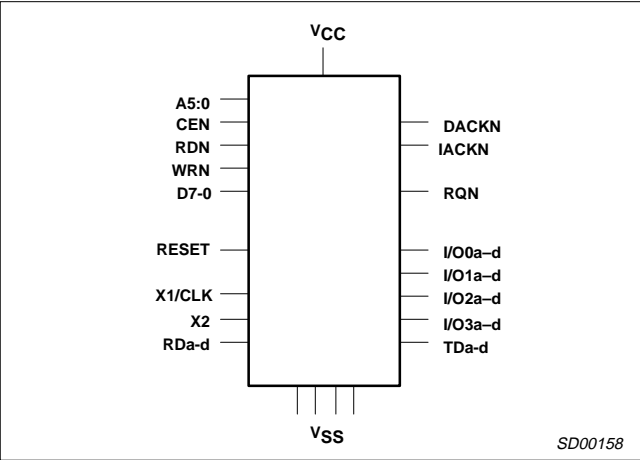 VCC
A5:0
CEN
RDN
WRN
D7-0
RESET
X1/CLK
X2
RDa-d
DACKN
IACKN
RQN
I/O0a–d
I/O1a–d
I/O2a–d
I/O3a–d
TDa-d
VSS
SD00158